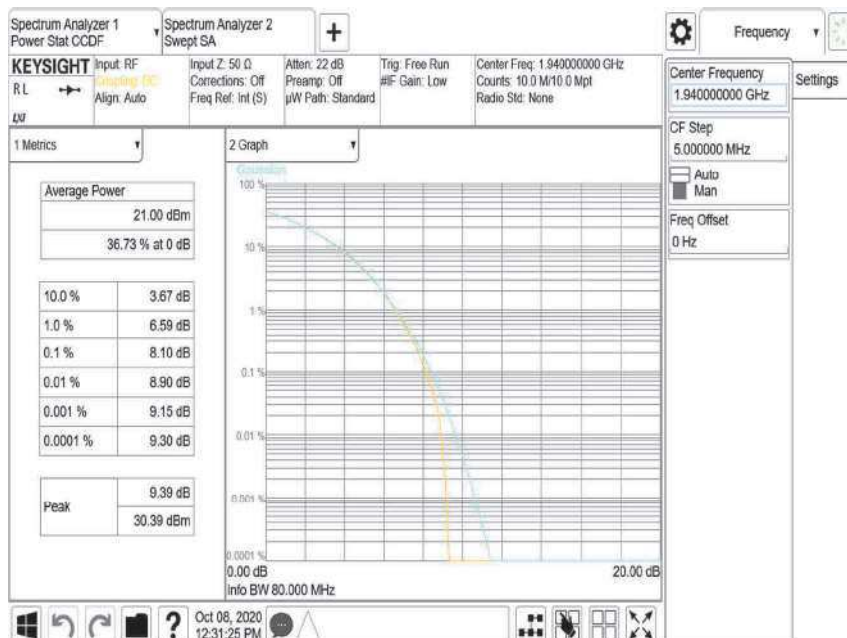 Spectrum Analyzer 1
Power Stat CCDF
Spectrum Analyzer 2
Swept SA
+
Frequency
KEYSIGHT
RL
LXI
Input: RF
Coupling: DC
Align: Auto
Input Z: 50 Ω
Corrections: Off
Freq Ref: Int (S)
Atten: 22 dB
Preamp: Off
µW Path: Standard
Trig: Free Run
#IF Gain: Low
Center Freq: 1.940000000 GHz
Counts: 10.0 M/10.0 Mpt
Radio Std: None
Center Frequency
1.940000000 GHz
Settings
CF Step
5.000000 MHz
Auto
Man
Freq Offset
0 Hz
1 Metrics
Average Power
21.00 dBm
36.73 % at 0 dB
10.0 % 3.67 dB
1.0 % 6.59 dB
0.1 % 8.10 dB
0.01 % 8.90 dB
0.001 % 9.15 dB
0.0001 % 9.30 dB
Peak
9.39 dB
30.39 dBm
2 Graph
Gaussian
100 %
10 %
1 %
0.1 %
0.01 %
0.001 %
0.0001 %
0.00 dB 20.00 dB
Info BW 80.000 MHz
?
Oct 08, 2020
12:31:25 PM